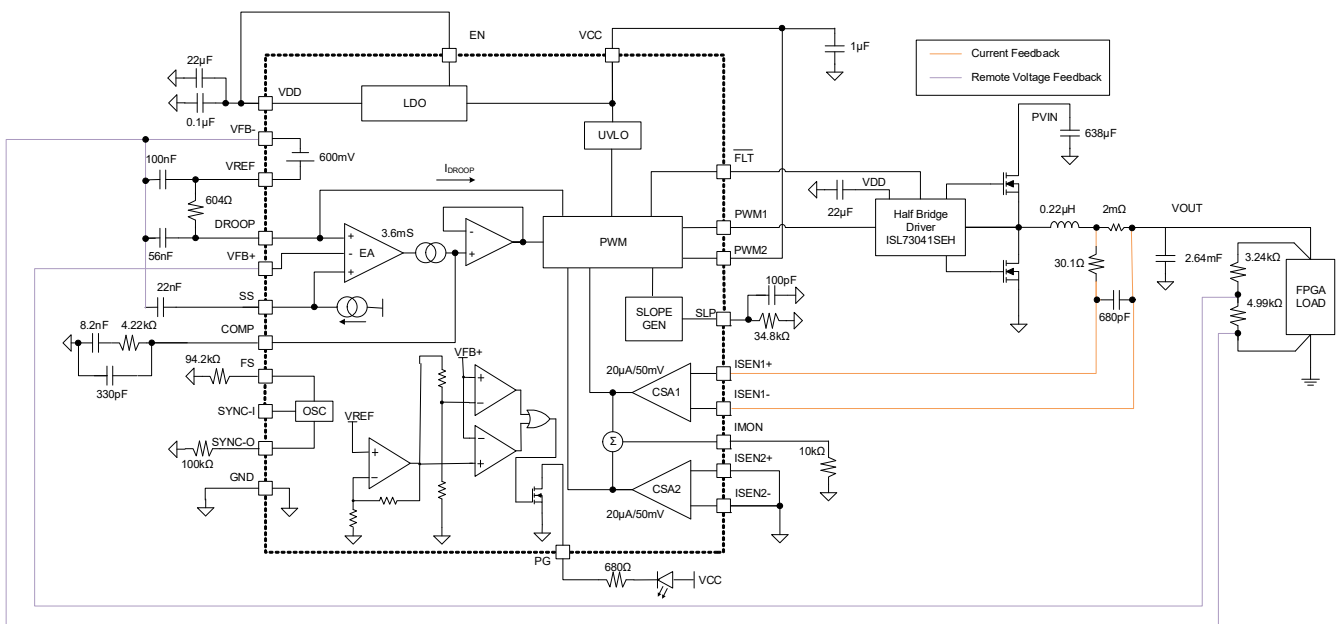 EN
VCC
1µF
Current Feedback
Remote Voltage Feedback
22µF
VDD
0.1µF
LDO
UVLO
VFB-
100nF
VREF
600mV
604Ω
DROOP
56nF
VFB+
22nF
SS
COMP
8.2nF
4.22kΩ
330pF
94.2kΩ
FS
SYNC-I
OSC
SYNC-O
100kΩ
GND
IDROOP
+
-
+
EA
3.6mS
-
+
PWM
SLOPE
GEN
FLT
PWM1
PWM2
SLP
100pF
34.8kΩ
VDD
22µF
Half Bridge
Driver
ISL73041SEH
PVIN
638µF
0.22µH
2mΩ
VOUT
30.1Ω
680pF
2.64mF
3.24kΩ
4.99kΩ
FPGA
LOAD
20µA/50mV
CSA1
ISEN1+
ISEN1-
IMON
10kΩ
Σ
ISEN2+
CSA2
ISEN2-
20µA/50mV
VFB+
+
-
-
+
VREF
+
-
PG
680Ω
VCC